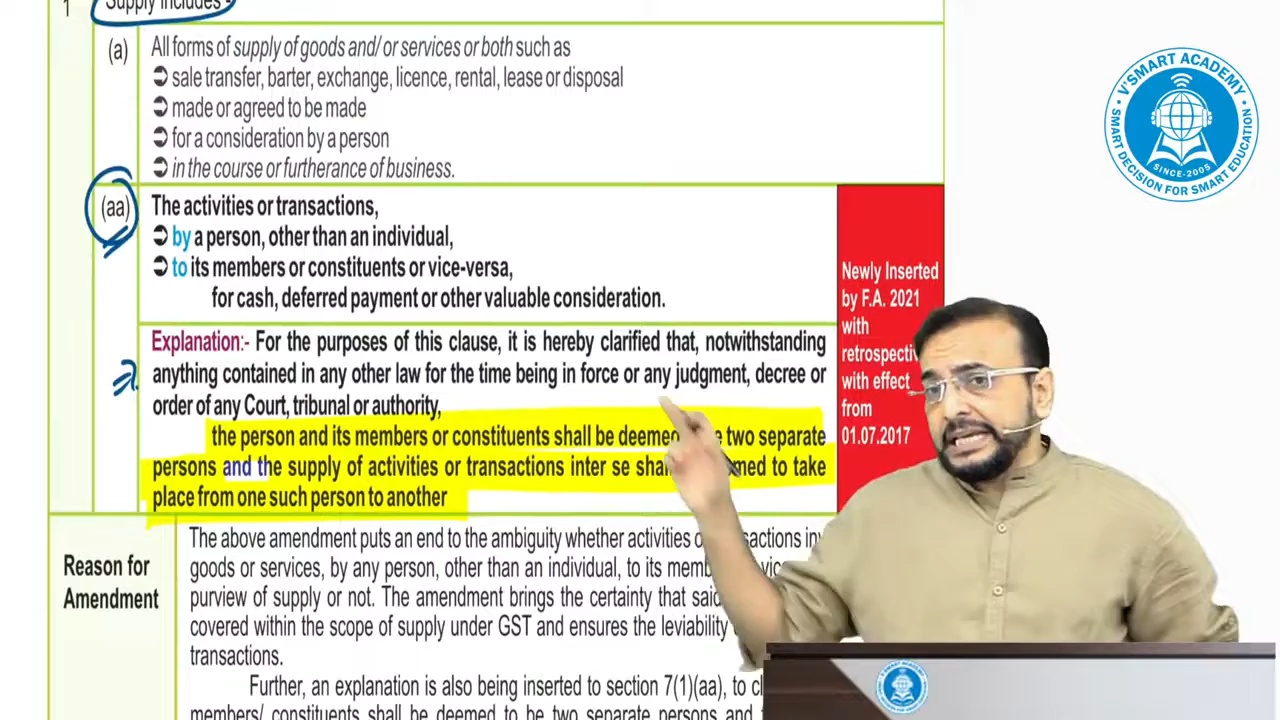 1
Supply includes -
(a)
All forms of supply of goods and/ or services or both such as
➲ sale transfer, barter, exchange, licence, rental, lease or disposal
➲ made or agreed to be made
➲ for a consideration by a person
➲ in the course or furtherance of business.
(aa)
The activities or transactions,
➲ by a person, other than an individual,
➲ to its members or constituents or vice-versa,
for cash, deferred payment or other valuable consideration.
Newly Inserted
by F.A. 2021
with
retrospecti
with effect
from
01.07.2017
Explanation:- For the purposes of this clause, it is hereby clarified that, notwithstanding
anything contained in any other law for the time being in force or any judgment, decree or
order of any Court, tribunal or authority,
the person and its members or constituents shall be deemed two separate
persons and the supply of activities or transactions inter se sha med to take
place from one such person to another
Reason for
Amendment
The above amendment puts an end to the ambiguity whether activities o sactions inv
goods or services, by any person, other than an individual, to its memb vic
purview of supply or not. The amendment brings the certainty that said
covered within the scope of supply under GST and ensures the leviability
transactions.
Further, an explanation is also being inserted to section 7(1)(aa), to cl
members/ constituents shall be deemed to be two separate persons and
V'SMART ACADEMY
SINCE-2005
SMART DECISION FOR SMART EDUCATION